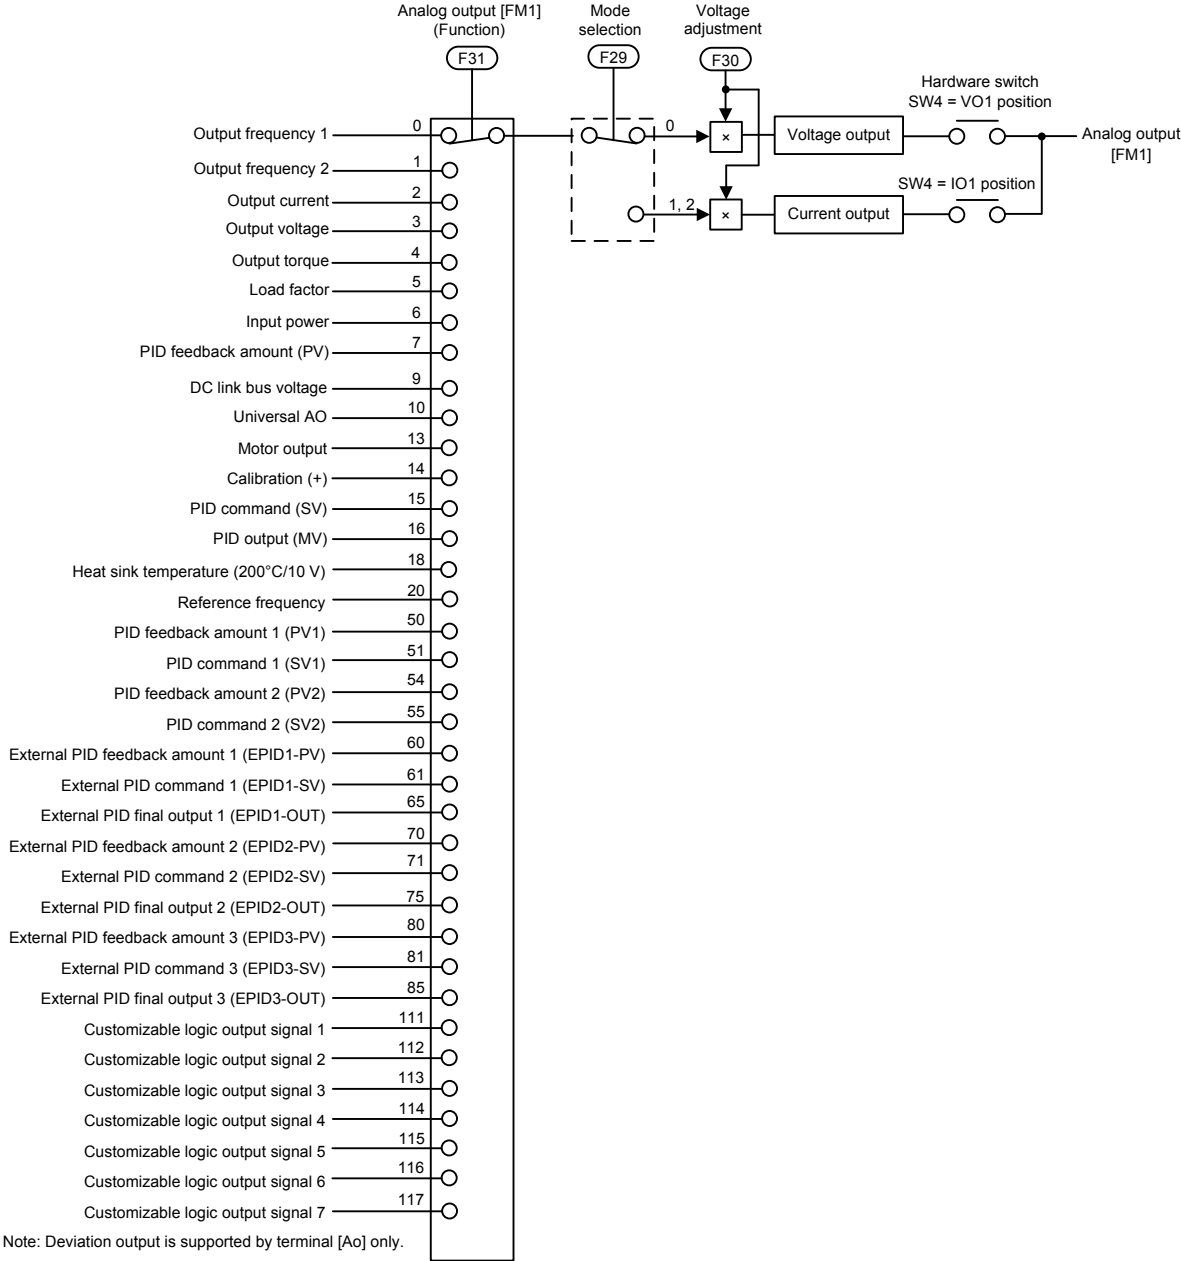 Analog output [FM1]
(Function)
F31
Mode
selection
F29
Voltage
adjustment
F30
Hardware switch
SW4 = VO1 position
Output frequency 1
0
0
×
Voltage output
Analog output
[FM1]
Output frequency 2
1
SW4 = IO1 position
Output current
2
1, 2
×
Current output
Output voltage
3
Output torque
4
Load factor
5
Input power
6
PID feedback amount (PV)
7
DC link bus voltage
9
Universal AO
10
Motor output
13
Calibration (+)
14
PID command (SV)
15
PID output (MV)
16
Heat sink temperature (200°C/10 V)
18
Reference frequency
20
PID feedback amount 1 (PV1)
50
PID command 1 (SV1)
51
PID feedback amount 2 (PV2)
54
PID command 2 (SV2)
55
External PID feedback amount 1 (EPID1-PV)
60
External PID command 1 (EPID1-SV)
61
External PID final output 1 (EPID1-OUT)
65
External PID feedback amount 2 (EPID2-PV)
70
External PID command 2 (EPID2-SV)
71
External PID final output 2 (EPID2-OUT)
75
External PID feedback amount 3 (EPID3-PV)
80
External PID command 3 (EPID3-SV)
81
External PID final output 3 (EPID3-OUT)
85
Customizable logic output signal 1
111
Customizable logic output signal 2
112
Customizable logic output signal 3
113
Customizable logic output signal 4
114
Customizable logic output signal 5
115
Customizable logic output signal 6
116
Customizable logic output signal 7
117
Note: Deviation output is supported by terminal [Ao] only.